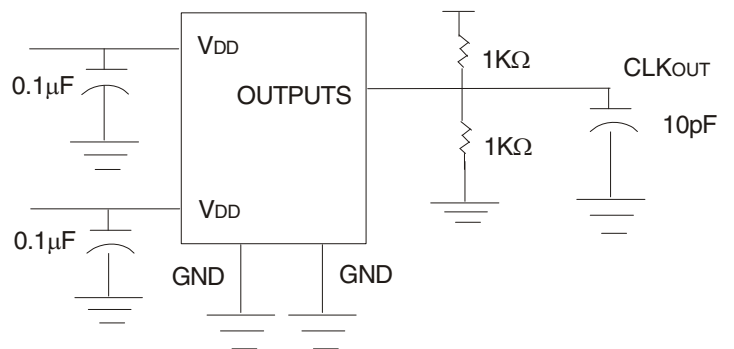 VDD
1KΩ
CLKOUT
0.1μF
OUTPUTS
10pF
1KΩ
VDD
0.1μF
GND
GND